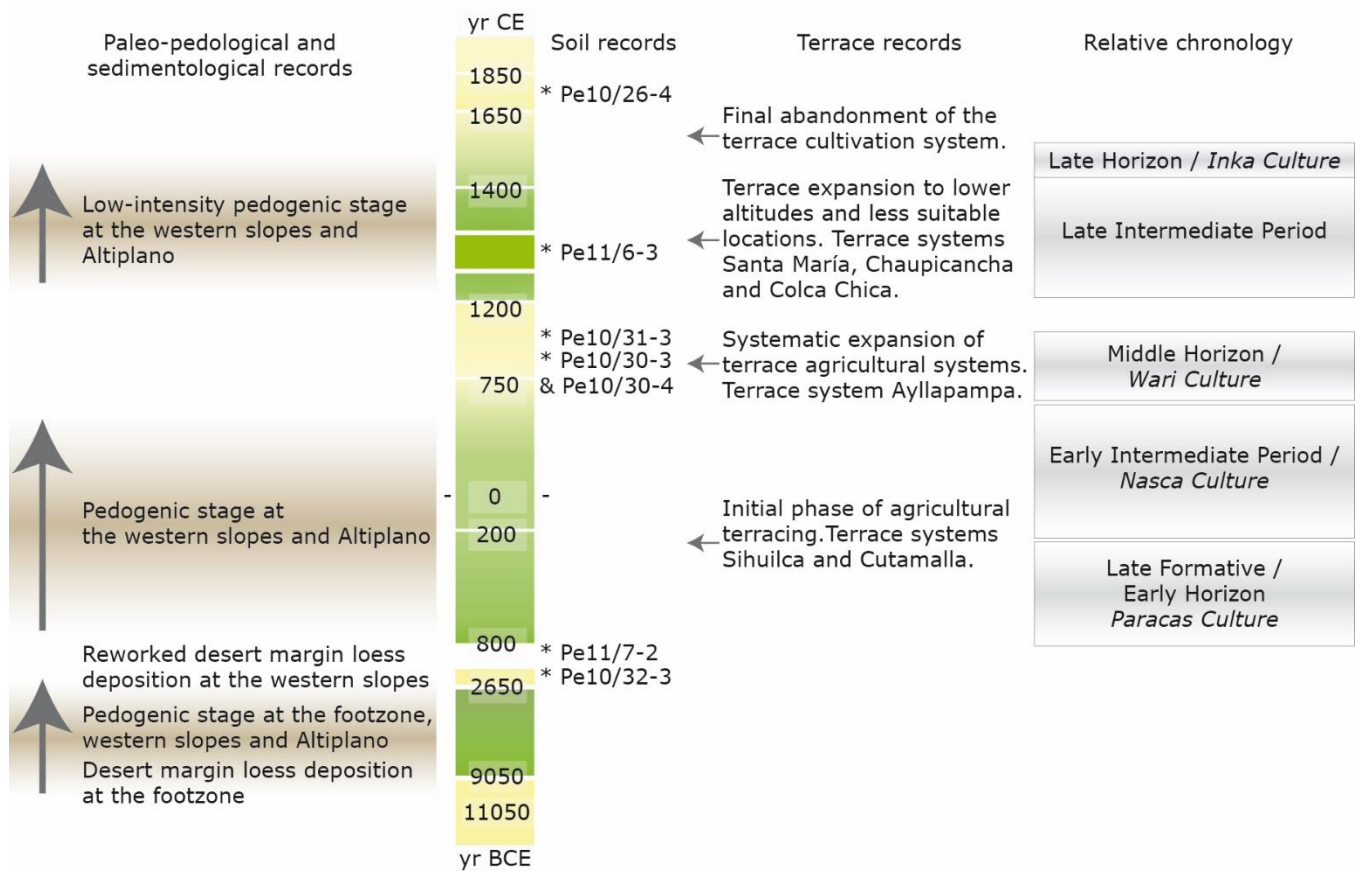 yr CE
Paleo-pedological and
sedimentological records
Soil records
Terrace records
Relative chronology
1850
* Pe10/26-4
1650
Final abandonment of the
terrace cultivation system.
Late Horizon / Inka Culture
Low-intensity pedogenic stage
at the western slopes and
Altiplano
1400
* Pe11/6-3
Terrace expansion to lower
altitudes and less suitable
locations. Terrace systems
Santa María, Chaupicancha
and Colca Chica.
Late Intermediate Period
1200
* Pe10/31-3
* Pe10/30-3
& Pe10/30-4
750
Systematic expansion of
terrace agricultural systems.
Terrace system Ayllapampa.
Middle Horizon /
Wari Culture
Early Intermediate Period /
Nasca Culture
Pedogenic stage at
the western slopes and Altiplano
- 0 -
200
Initial phase of agricultural
terracing.Terrace systems
Sihuilca and Cutamalla.
Late Formative /
Early Horizon
Paracas Culture
800
* Pe11/7-2
* Pe10/32-3
Reworked desert margin loess
deposition at the western slopes
2650
Pedogenic stage at the footzone,
western slopes and Altiplano
Desert margin loess deposition
at the footzone
9050
11050
yr BCE